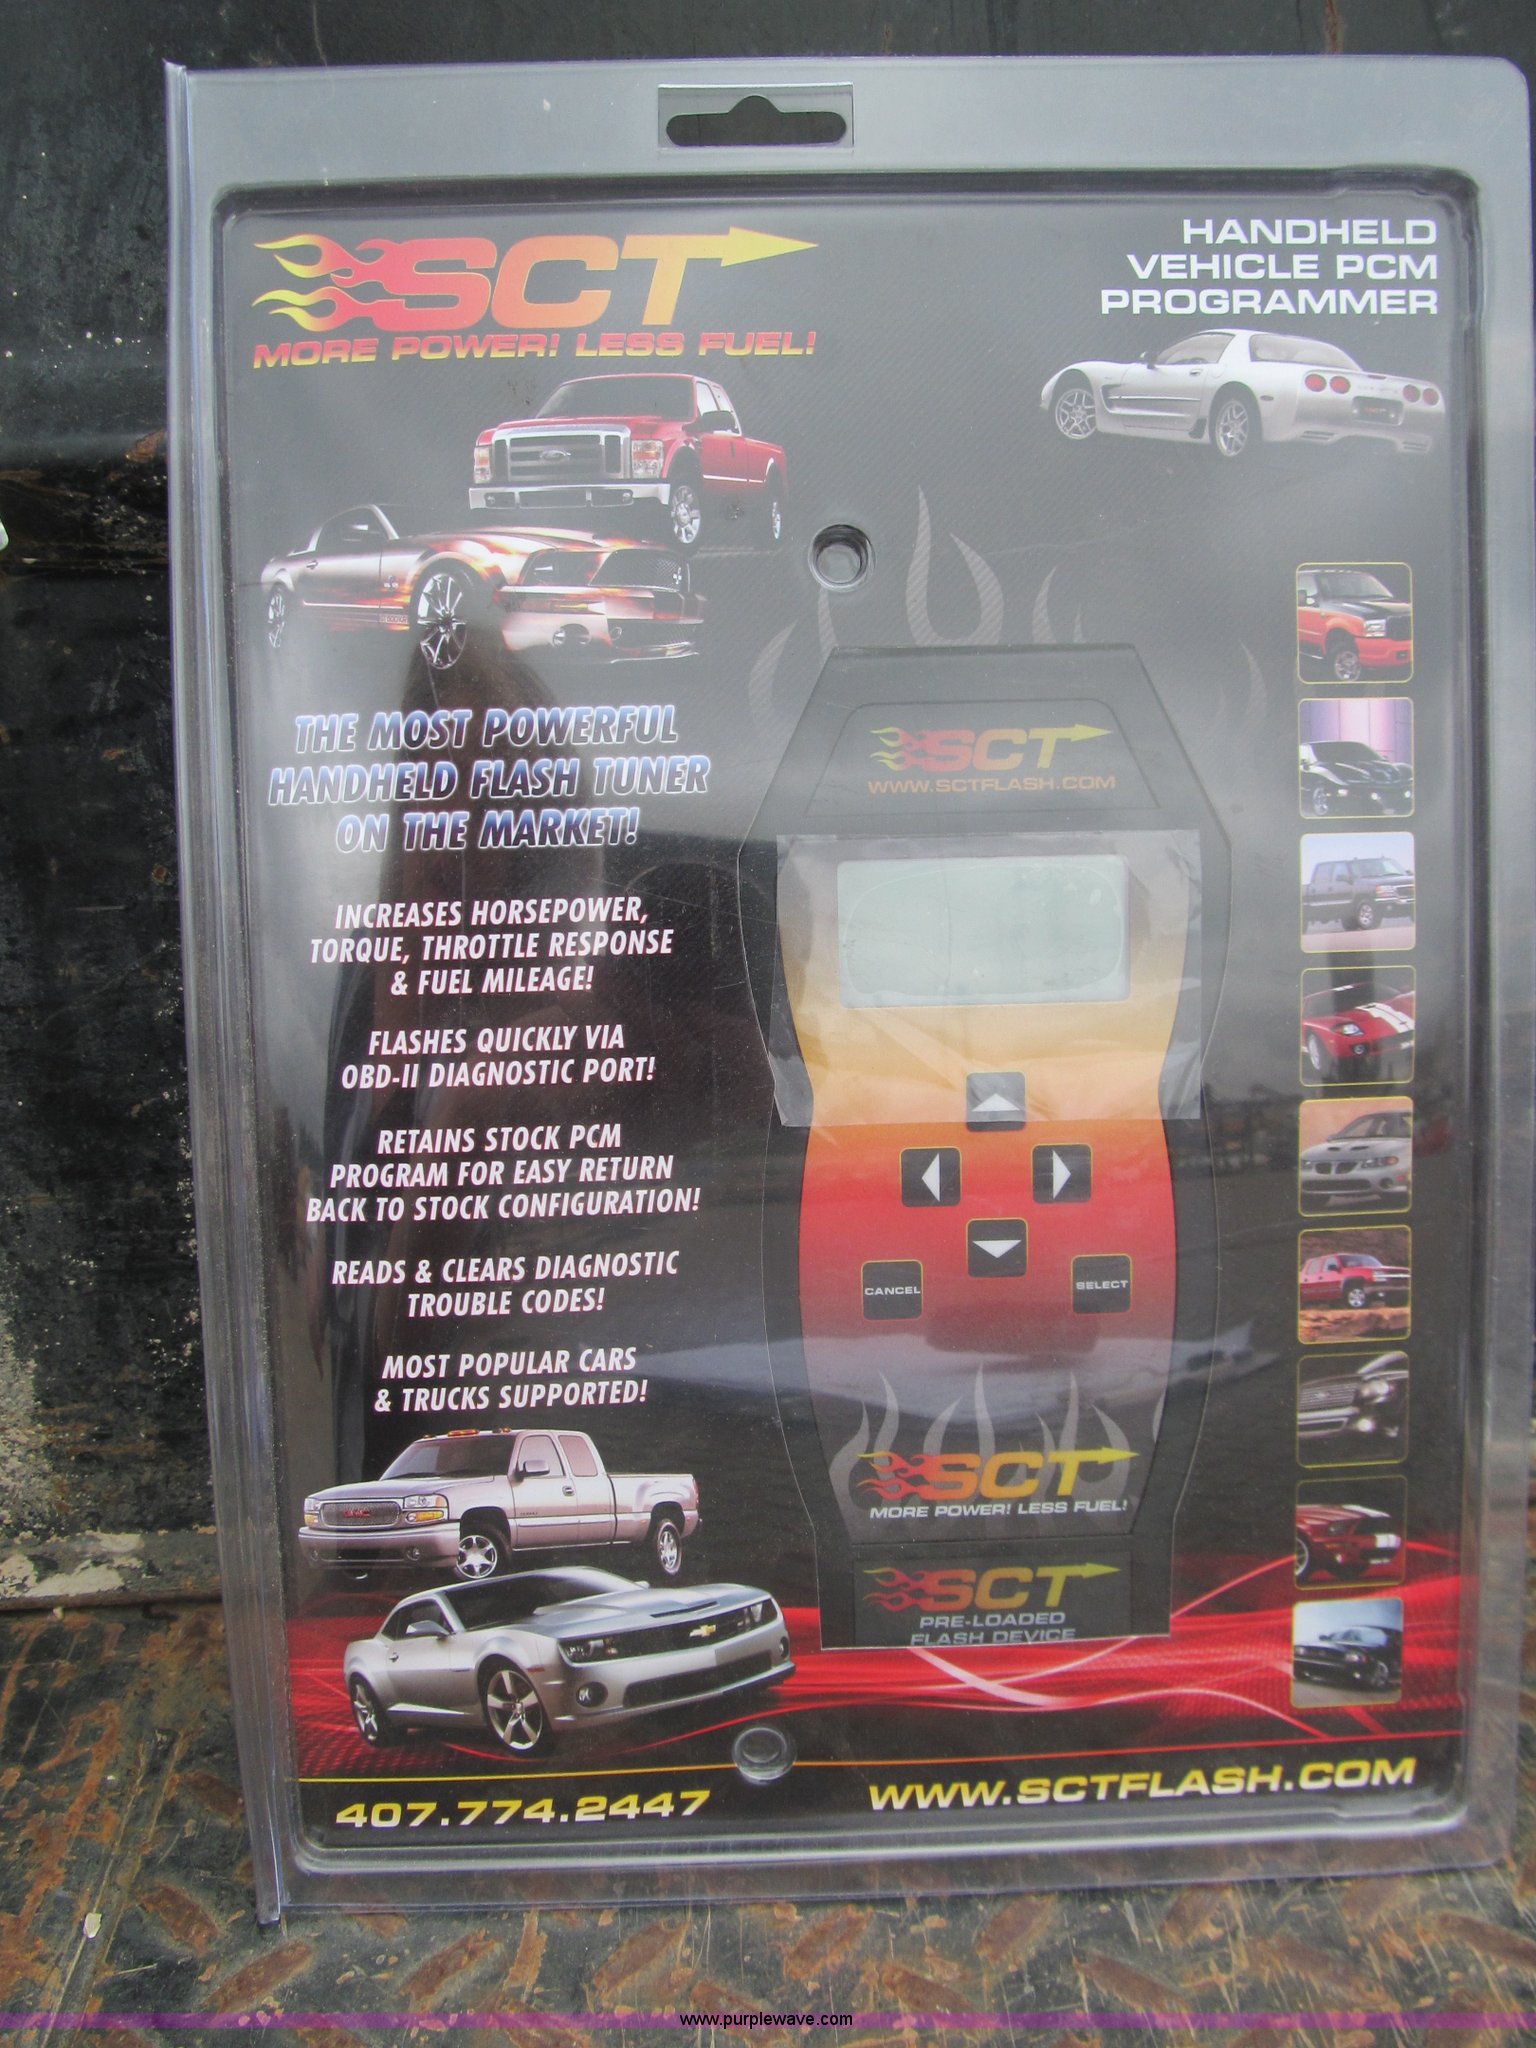 SCT
MORE POWER! LESS FUEL!
HANDHELD
VEHICLE PCM
PROGRAMMER
THE MOST POWERFUL
HANDHELD FLASH TUNER
ON THE MARKET!
INCREASES HORSEPOWER,
TORQUE, THROTTLE RESPONSE
& FUEL MILEAGE!
FLASHES QUICKLY VIA
OBD-II DIAGNOSTIC PORT!
RETAINS STOCK PCM
PROGRAM FOR EASY RETURN
BACK TO STOCK CONFIGURATION!
READS & CLEARS DIAGNOSTIC
TROUBLE CODES!
MOST POPULAR CARS
& TRUCKS SUPPORTED!
GMC
SCT
WWW.SCTFLASH.COM
CANCEL
SELECT
SCT
MORE POWER! LESS FUEL!
SCT
PRE-LOADED
FLASH DEVICE
407.774.2447
WWW.SCTFLASH.COM
www.purplewave.com